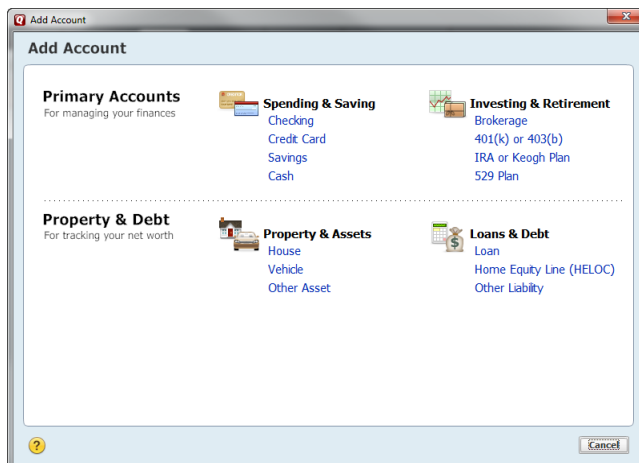 Add Account
Add Account
Primary Accounts
For managing your finances
Spending & Saving
Checking
Credit Card
Savings
Cash
Investing & Retirement
Brokerage
401(k) or 403(b)
IRA or Keogh Plan
529 Plan
Property & Debt
For tracking your net worth
Property & Assets
House
Vehicle
Other Asset
Loans & Debt
Loan
Home Equity Line (HELOC)
Other Liability
?
Cancel